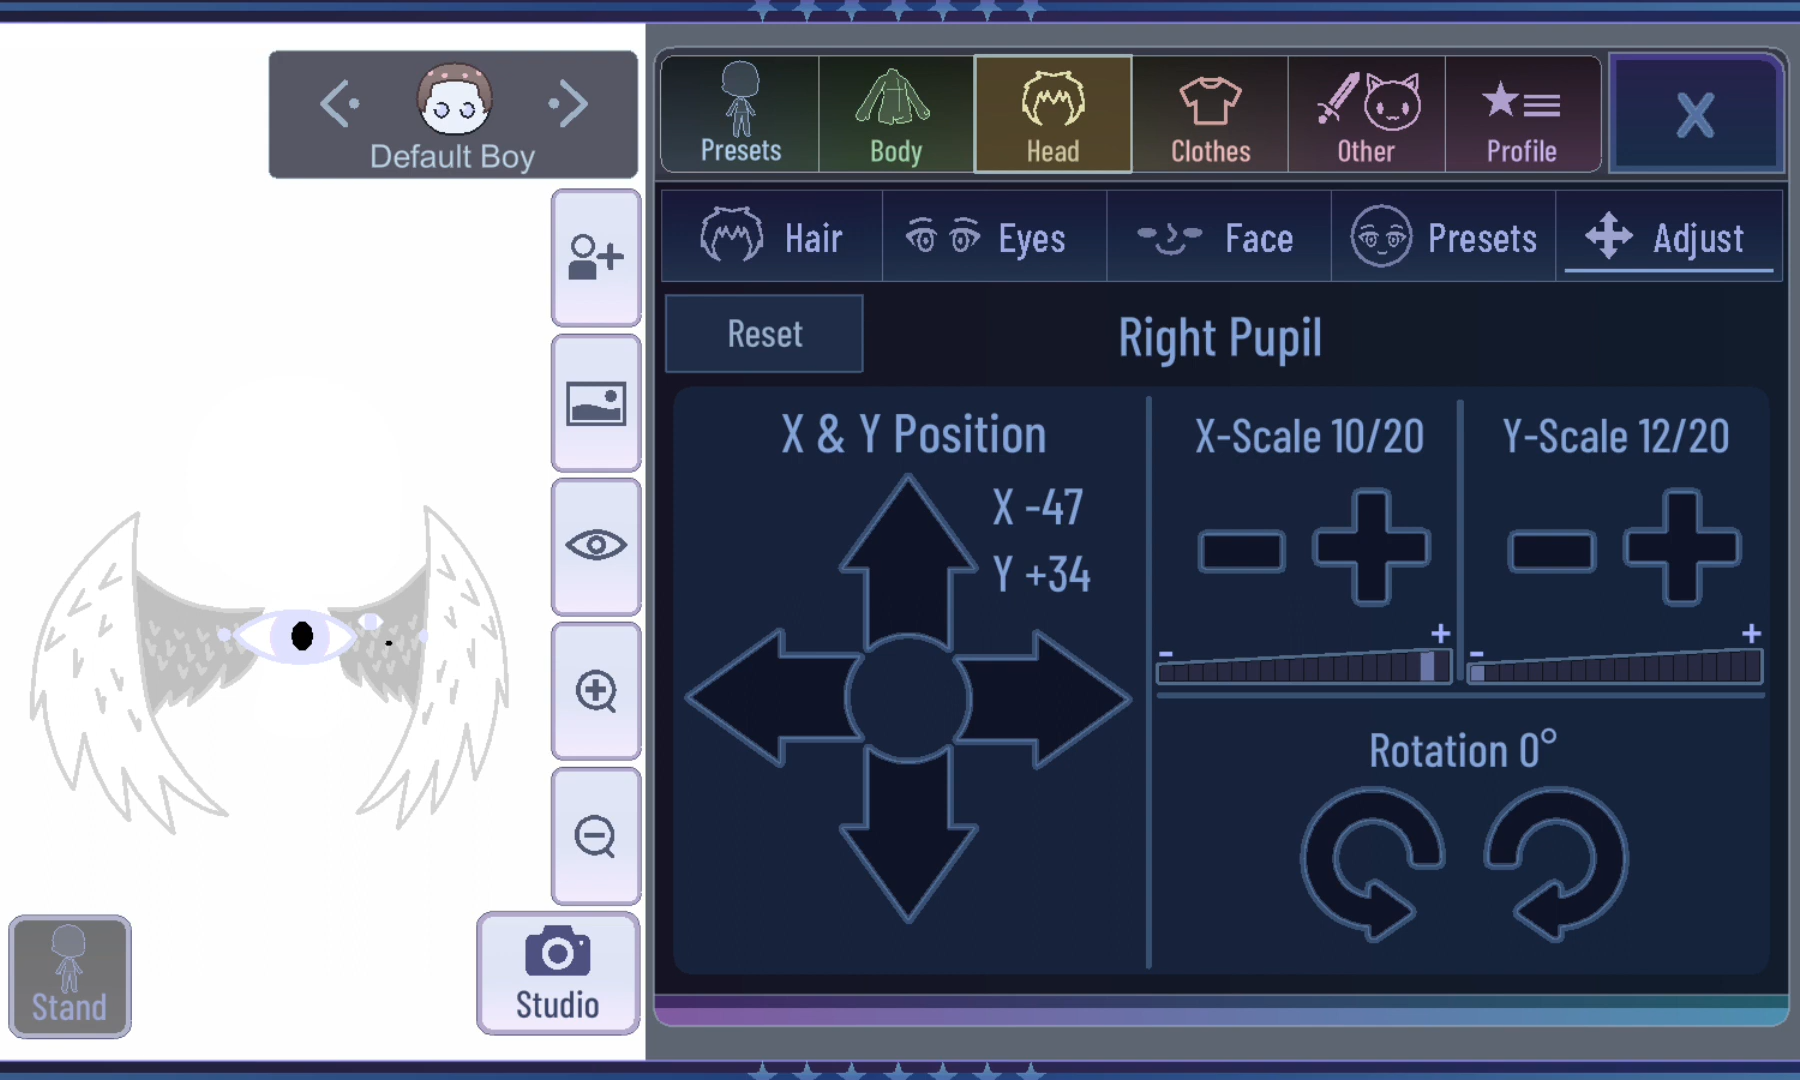 Default Boy
Presets
Body
Head
Clothes
Other
Profile
X
Hair
Eyes
Face
Presets
Adjust
Reset
Right Pupil
X & Y Position
X -47
Y +34
X-Scale 10/20
- +
Y-Scale 12/20
- +
Rotation 0°
Stand
Studio